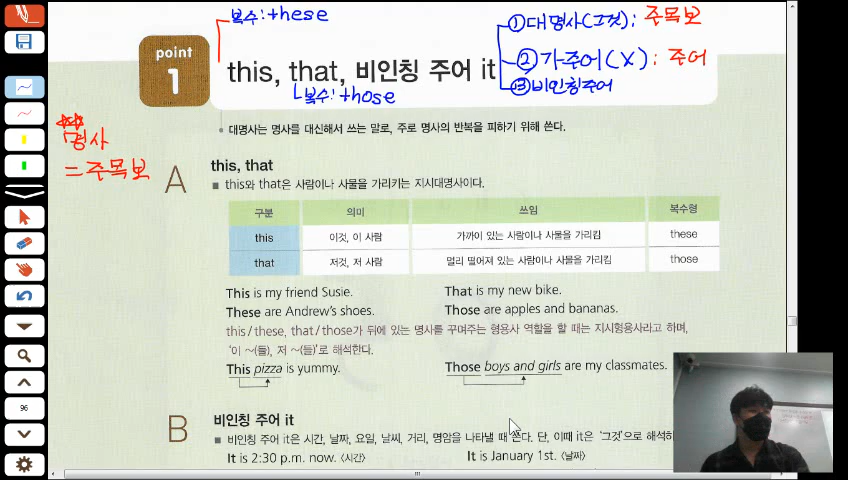 복수: these
① 대명사(그것): 주목보
② 가-주어(X): 주어
③ 비인칭주어
point
1
this, that, 비인칭 주어 it
복수: those
명사
= 주목보
대명사는 명사를 대신해서 쓰는 말로, 주로 명사의 반복을 피하기 위해 쓴다.
A
this, that
■ this와 that은 사람이나 사물을 가리키는 지시대명사이다.
구분 의미 쓰임 복수형
this 이것, 이 사람 가까이 있는 사람이나 사물을 가리킴 these
that 저것, 저 사람 멀리 떨어져 있는 사람이나 사물을 가리킴 those
This is my friend Susie. That is my new bike.
These are Andrew's shoes. Those are apples and bananas.
this/these, that/those가 뒤에 있는 명사를 꾸며주는 형용사 역할을 할 때는 지시형용사라고 하며,
‘이 ~(들), 저 ~(들)’로 해석한다.
This pizza is yummy. Those boys and girls are my classmates.
B
비인칭 주어 it
■ 비인칭 주어 it은 시간, 날짜, 요일, 날씨, 거리, 명암을 나타낼 때 쓴다. 단, 이때 it은 ‘그것’으로 해석하
It is 2:30 p.m. now. 〈시간〉 It is January 1st. 〈날짜〉
96